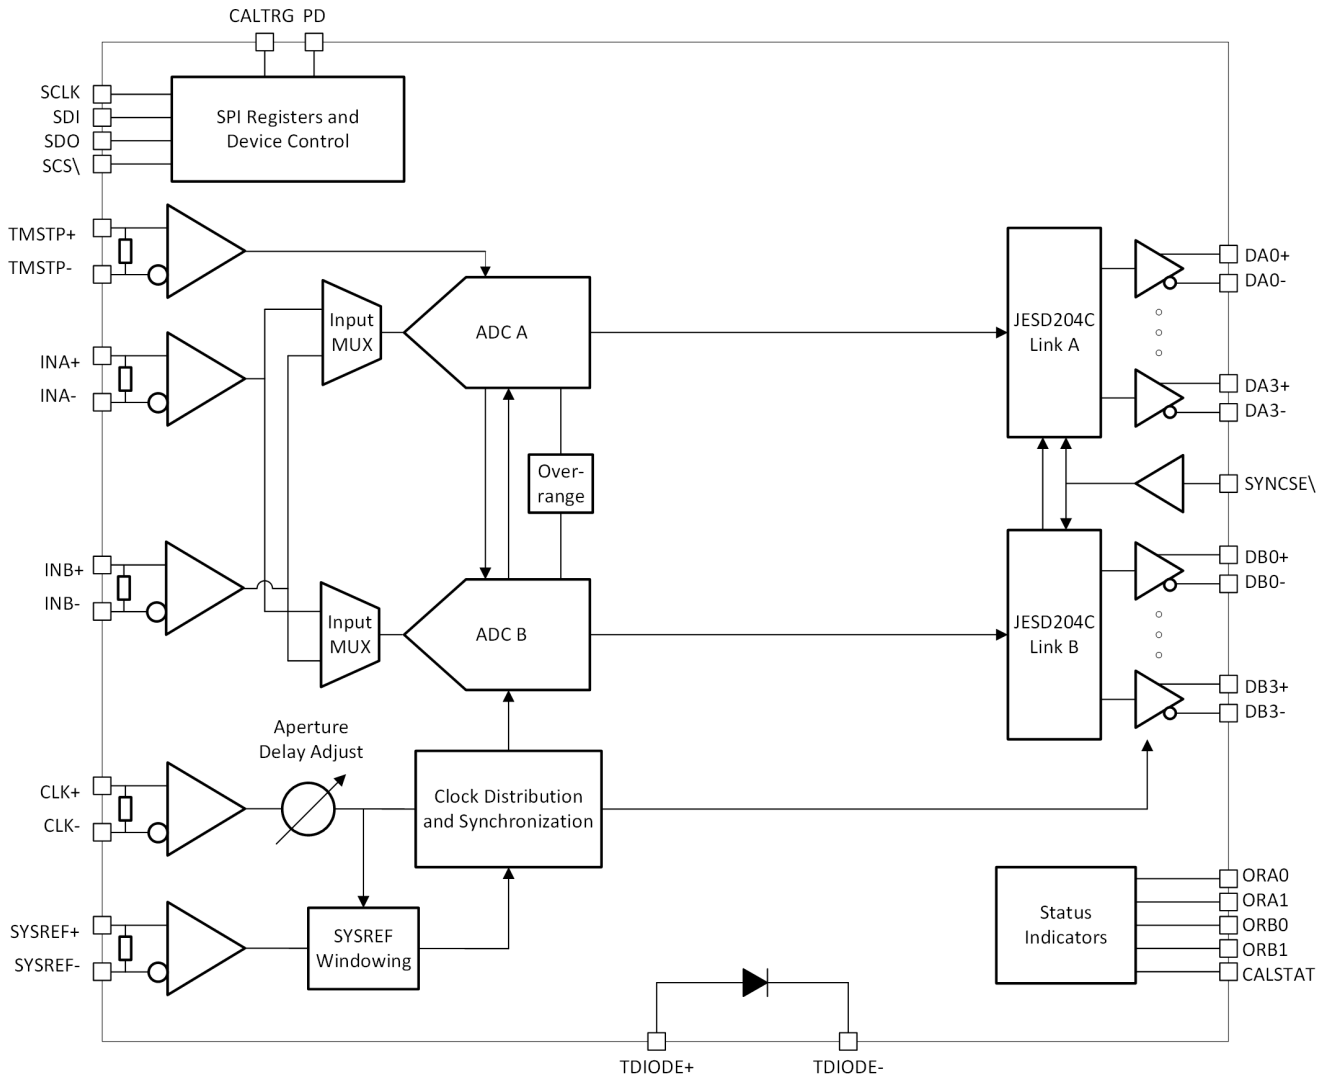 CALTRG PD
SCLK
SDI
SDO
SCS\
SPI Registers and
Device Control
TMSTP+
TMSTP-
INA+
INA-
Input
MUX
ADC A
JESD204C
Link A
DA0+
DA0-
DA3+
DA3-
Over-
range
SYNCSE\
INB+
INB-
Input
MUX
ADC B
JESD204C
Link B
DB0+
DB0-
DB3+
DB3-
Aperture
Delay Adjust
CLK+
CLK-
Clock Distribution
and Synchronization
SYSREF+
SYSREF-
SYSREF
Windowing
Status
Indicators
ORA0
ORA1
ORB0
ORB1
CALSTAT
TDIODE+
TDIODE-